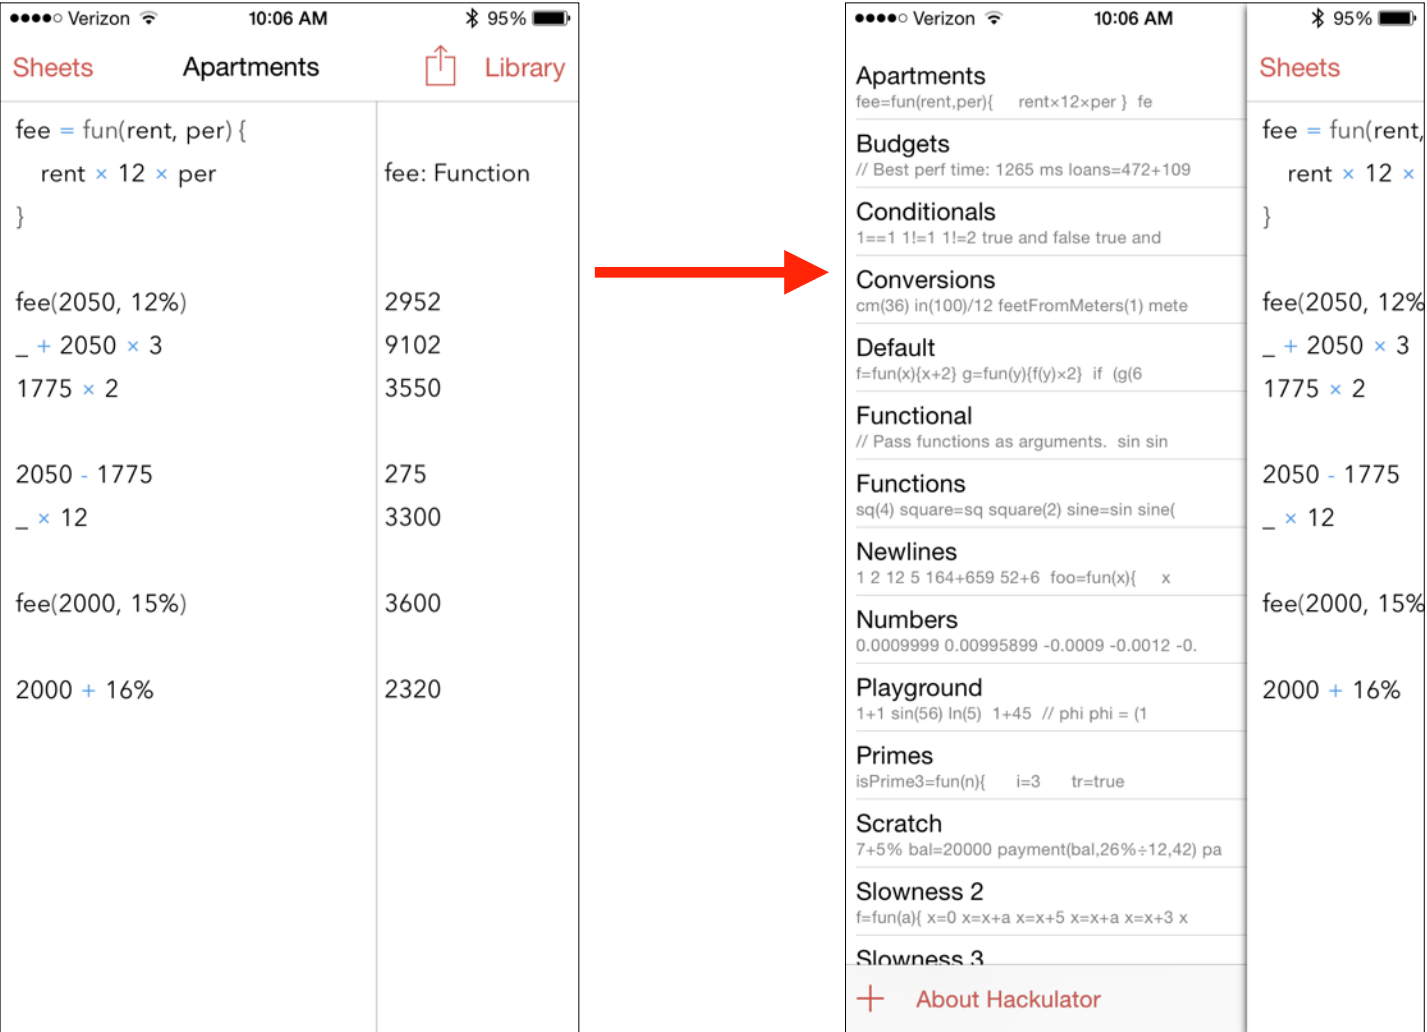 Verizon 10:06 AM 95%
Sheets Apartments Library
fee = fun(rent, per) {
rent × 12 × per fee: Function
}
fee(2050, 12%) 2952
_ + 2050 × 3 9102
1775 × 2 3550
2050 - 1775 275
_ × 12 3300
fee(2000, 15%) 3600
2000 + 16% 2320
Verizon 10:06 AM 95%
Apartments
fee=fun(rent,per){ rent×12×per } fe
Budgets
// Best perf time: 1265 ms loans=472+109
Conditionals
1==1 1!=1 1!=2 true and false true and
Conversions
cm(36) in(100)/12 feetFromMeters(1) mete
Default
f=fun(x){x+2} g=fun(y){f(y)×2} if (g(6
Functional
// Pass functions as arguments. sin sin
Functions
sq(4) square=sq square(2) sine=sin sine(
Newlines
1 2 12 5 164+659 52+6 foo=fun(x){ x
Numbers
0.0009999 0.00995899 -0.0009 -0.0012 -0.
Playground
1+1 sin(56) ln(5) 1+45 // phi phi = (1
Primes
isPrime3=fun(n){ i=3 tr=true
Scratch
7+5% bal=20000 payment(bal,26%÷12,42) pa
Slowness 2
f=fun(a){ x=0 x=x+a x=x+5 x=x+a x=x+3 x
Slowness 3
+ About Hackulator
Sheets
fee = fun(rent,
rent × 12 ×
}
fee(2050, 12%
_ + 2050 × 3
1775 × 2
2050 - 1775
_ × 12
fee(2000, 15%
2000 + 16%